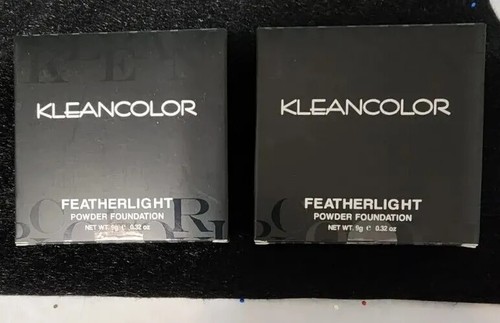 KLEANCOLOR
FEATHERLIGHT
POWDER FOUNDATION
NET WT. 9g ℮ 0.32 oz
KLEANCOLOR
FEATHERLIGHT
POWDER FOUNDATION
NET WT. 9g ℮ 0.32 oz